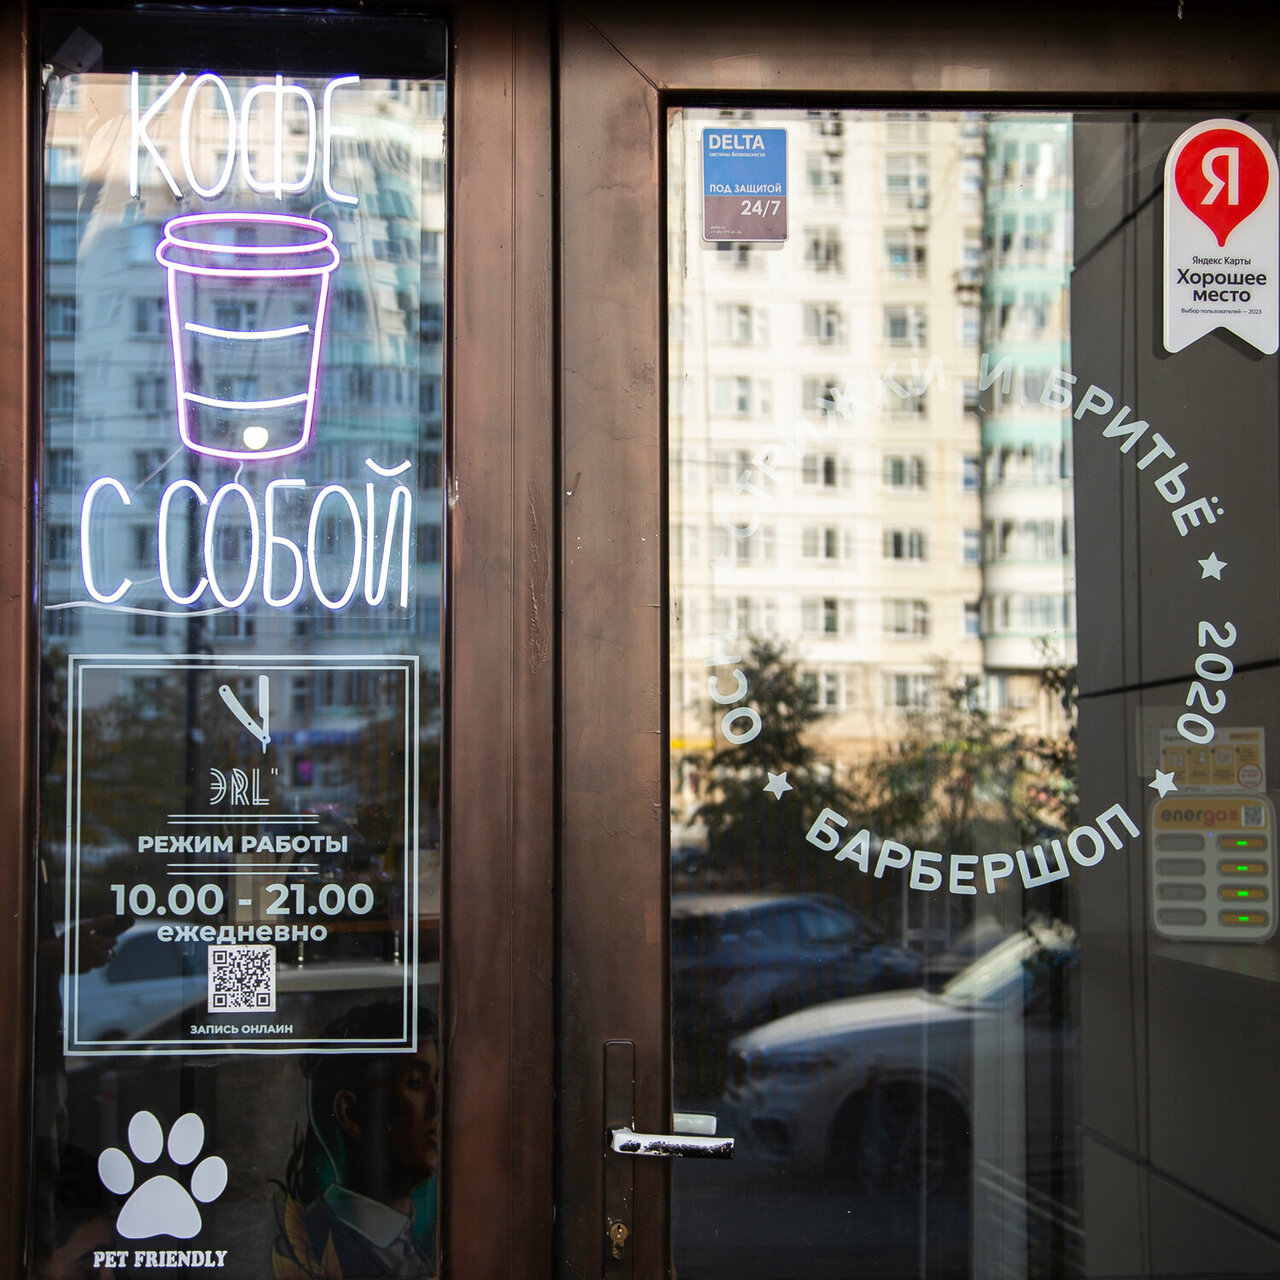 КОФЕ
С СОБОЙ
ЭRL"
РЕЖИМ РАБОТЫ
10.00 - 21.00
ежедневно
ЗАПИСЬ ОНЛАЙН
PET FRIENDLY
DELTA
системы безопасности
ПОД ЗАЩИТОЙ
24/7
Я
Яндекс Карты
Хорошее
место
Выбор пользователей — 2023
СТРИЖКИ И БРИТЬЁ
2020
БАРБЕРШОП
energo